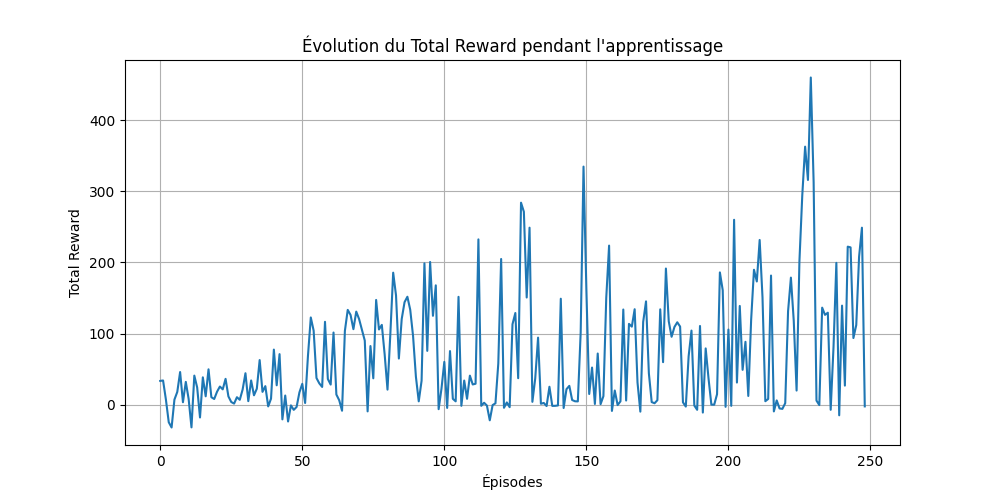 Évolution du Total Reward pendant l'apprentissage
Total Reward
400
300
200
100
0
0 50 100 150 200 250
Épisodes